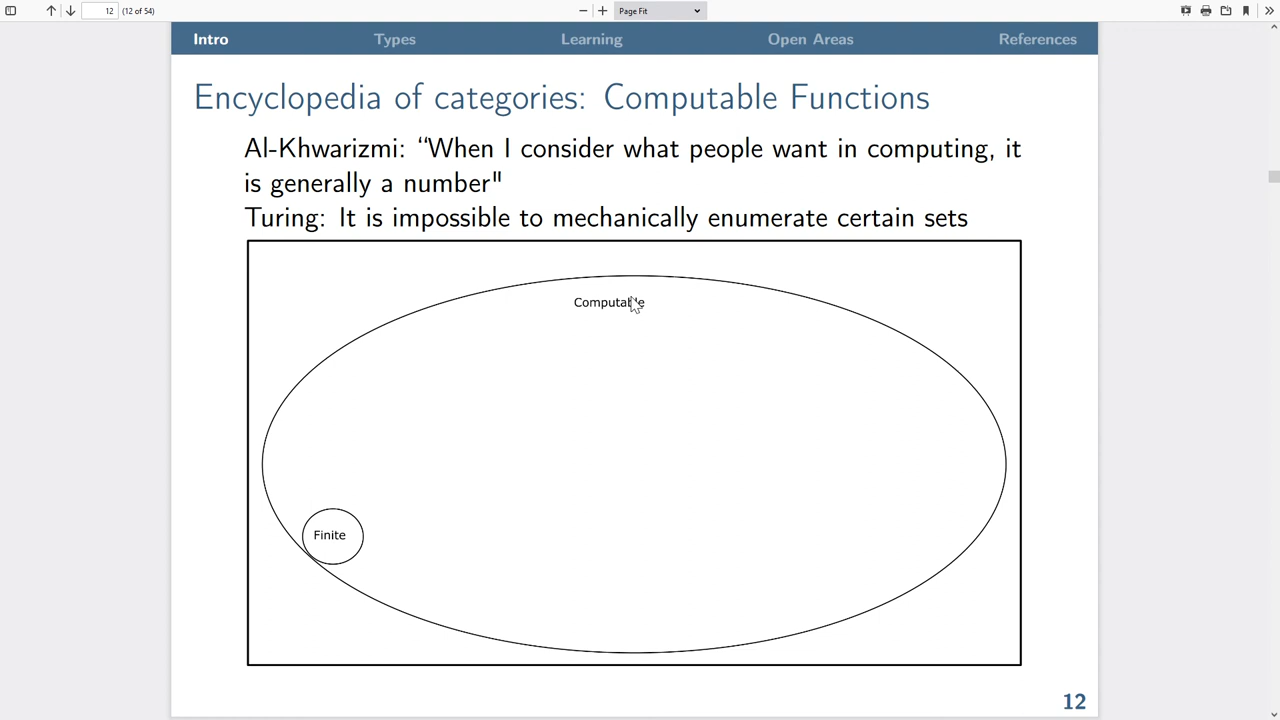 12 (12 of 54) Page Fit
Intro Types Learning Open Areas References
Encyclopedia of categories: Computable Functions
Al-Khwarizmi: “When I consider what people want in computing, it
is generally a number"
Turing: It is impossible to mechanically enumerate certain sets
Computable
Finite
12